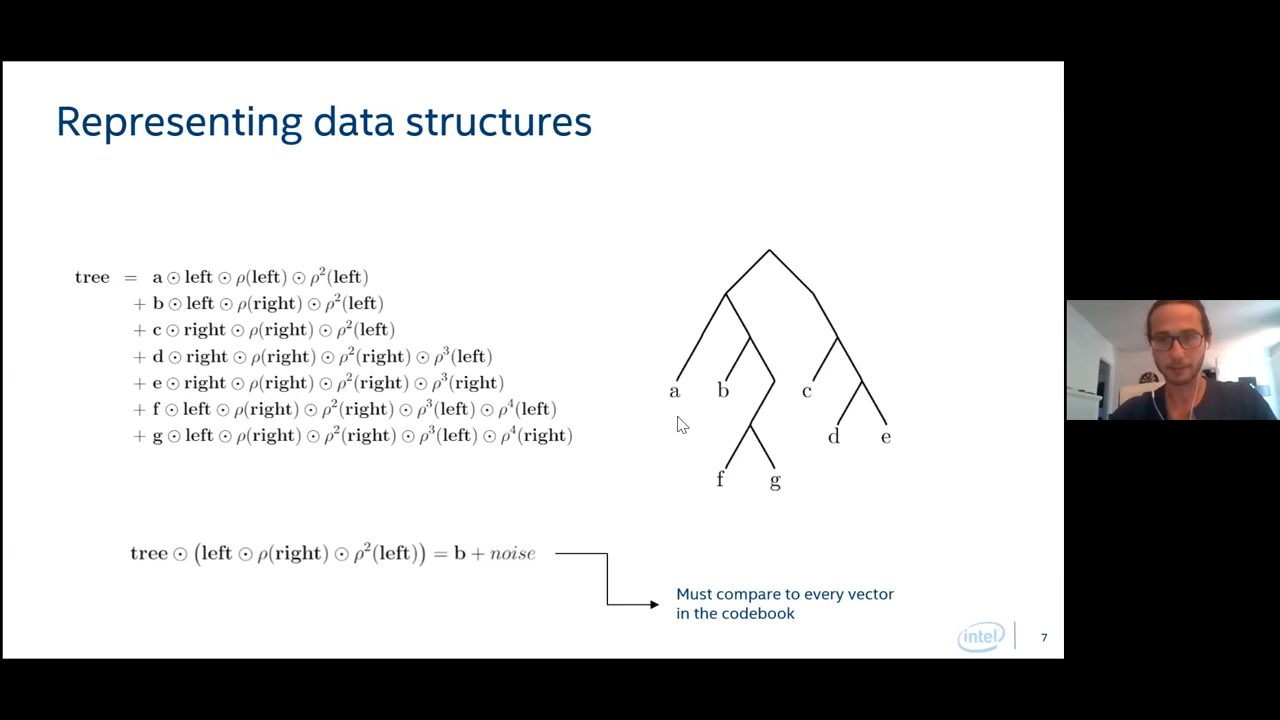 Representing data structures
tree = a ⊙ left ⊙ ρ(left) ⊙ ρ²(left)
+ b ⊙ left ⊙ ρ(right) ⊙ ρ²(left)
+ c ⊙ right ⊙ ρ(right) ⊙ ρ²(left)
+ d ⊙ right ⊙ ρ(right) ⊙ ρ²(right) ⊙ ρ³(left)
+ e ⊙ right ⊙ ρ(right) ⊙ ρ²(right) ⊙ ρ³(right)
+ f ⊙ left ⊙ ρ(right) ⊙ ρ²(right) ⊙ ρ³(left) ⊙ ρ⁴(left)
+ g ⊙ left ⊙ ρ(right) ⊙ ρ²(right) ⊙ ρ³(left) ⊙ ρ⁴(right)
a b c
d e
f g
tree ⊙ (left ⊙ ρ(right) ⊙ ρ²(left)) = b + noise
Must compare to every vector
in the codebook
intel
7